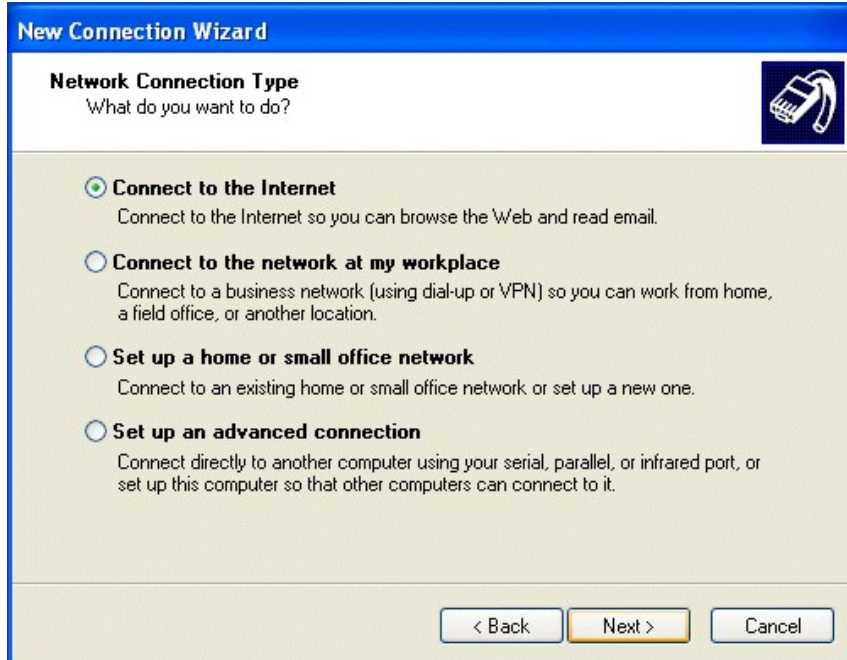 New Connection Wizard
Network Connection Type
What do you want to do?
Connect to the Internet
Connect to the Internet so you can browse the Web and read email.
Connect to the network at my workplace
Connect to a business network (using dial-up or VPN) so you can work from home,
a field office, or another location.
Set up a home or small office network
Connect to an existing home or small office network or set up a new one.
Set up an advanced connection
Connect directly to another computer using your serial, parallel, or infrared port, or
set up this computer so that other computers can connect to it.
< Back Next > Cancel